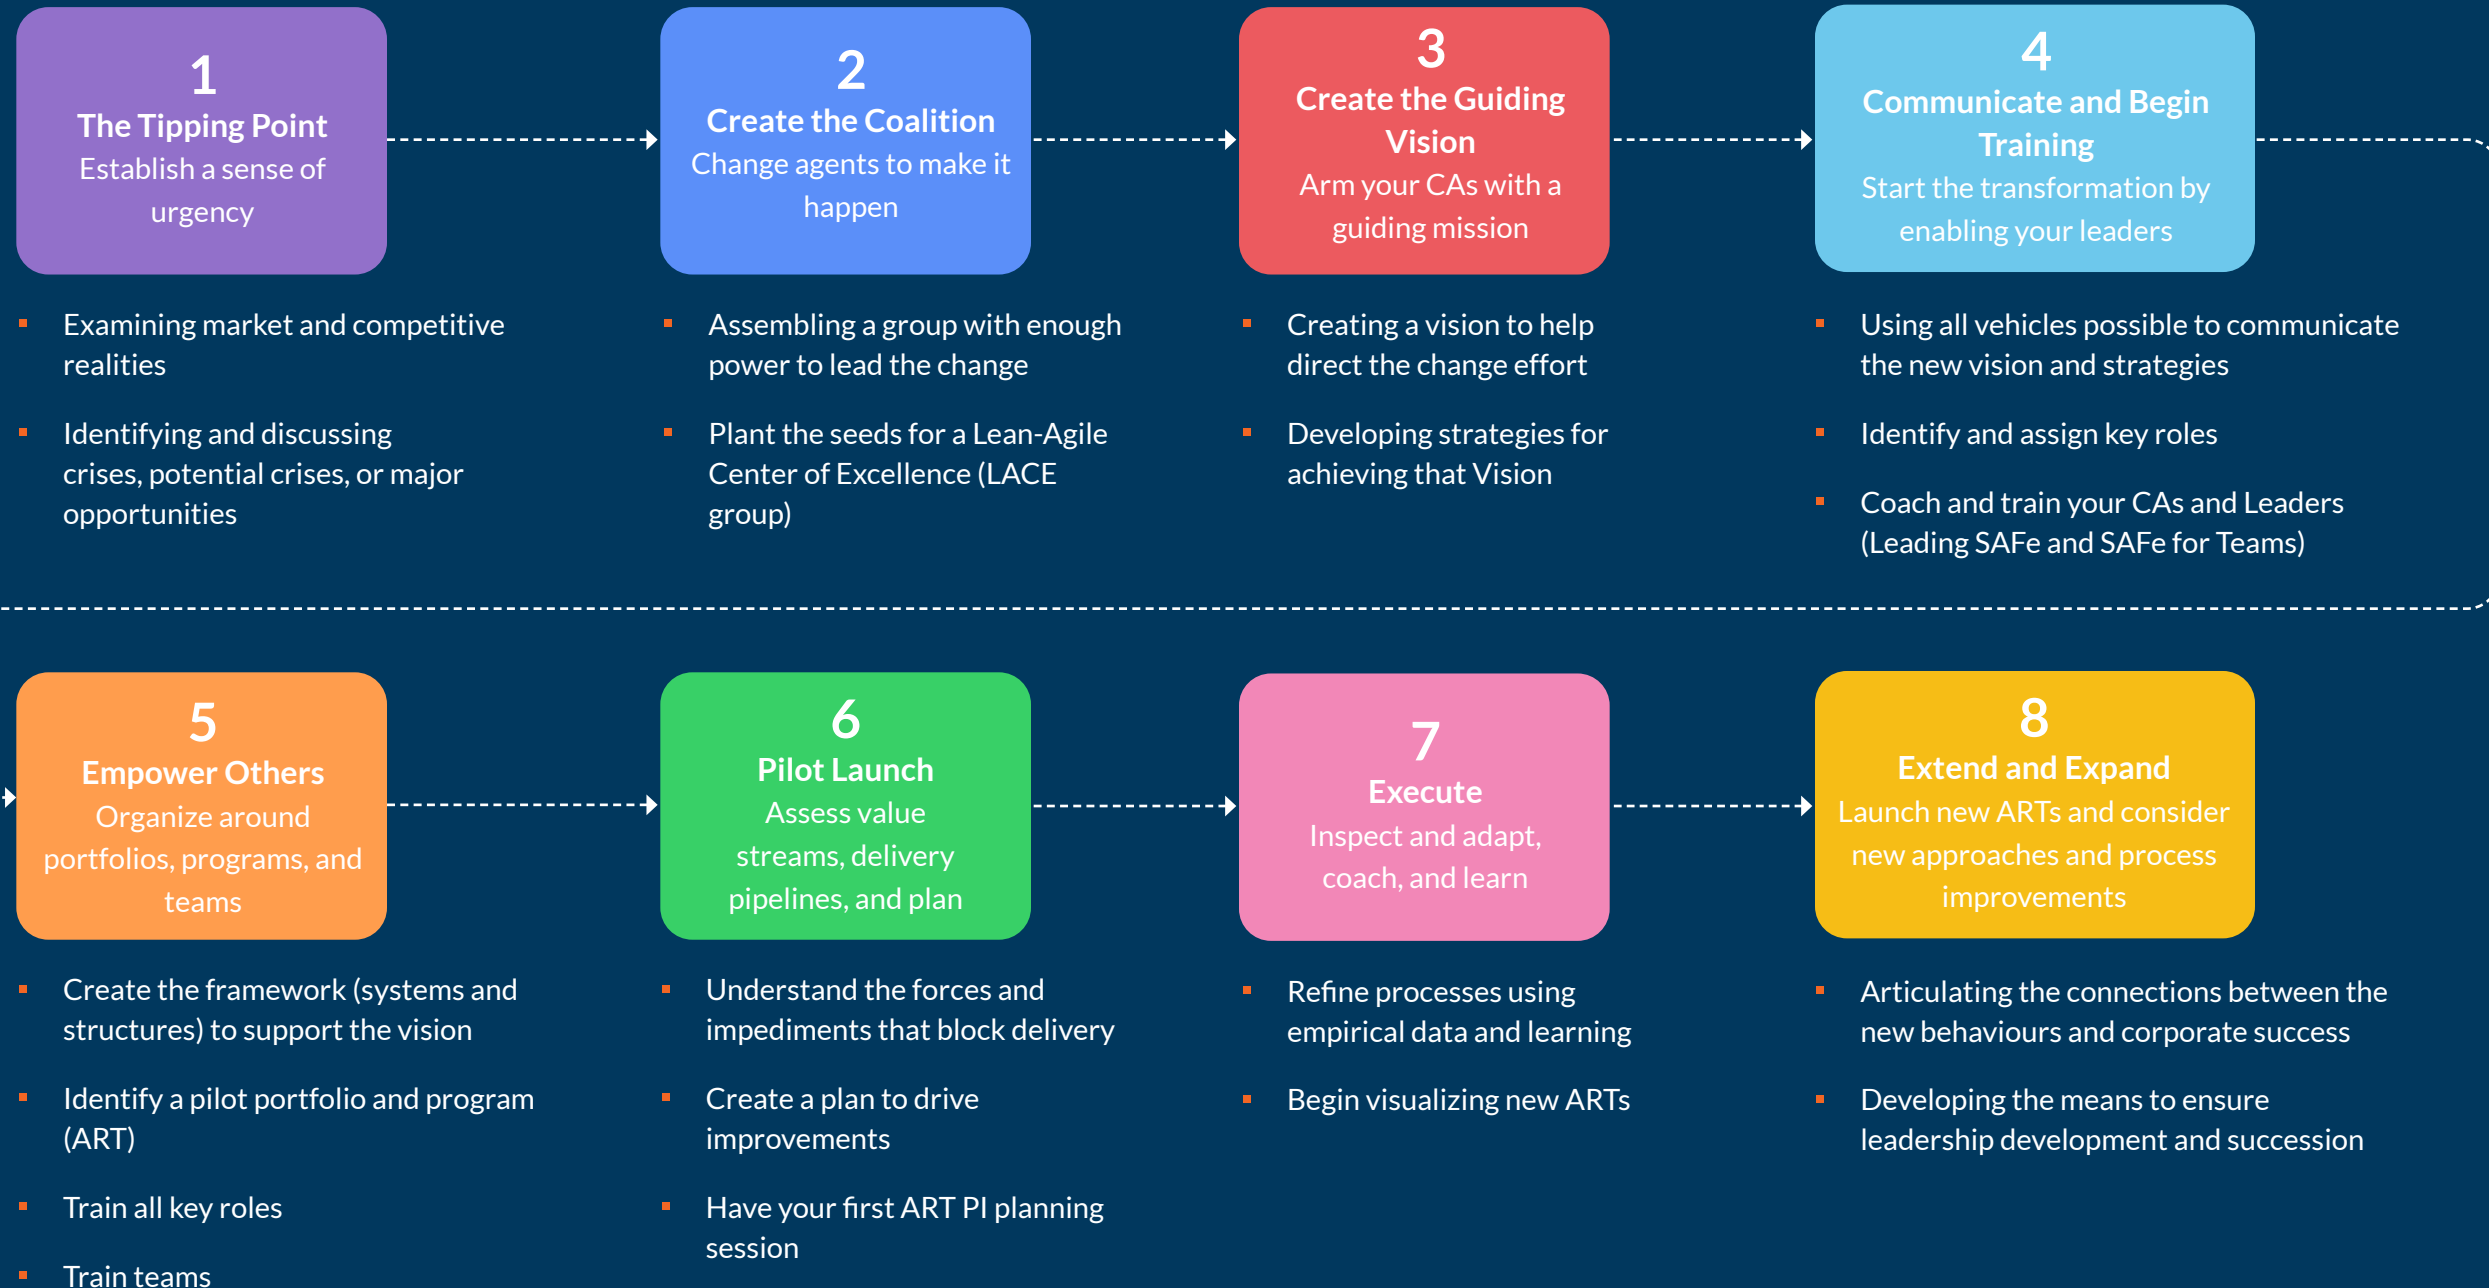 1
The Tipping Point
Establish a sense of
urgency
Examining market and competitive
realities
Identifying and discussing
crises, potential crises, or major
opportunities
2
Create the Coalition
Change agents to make it
happen
Assembling a group with enough
power to lead the change
Plant the seeds for a Lean-Agile
Center of Excellence (LACE
group)
3
Create the Guiding
Vision
Arm your CAs with a
guiding mission
Creating a vision to help
direct the change effort
Developing strategies for
achieving that Vision
4
Communicate and Begin
Training
Start the transformation by
enabling your leaders
Using all vehicles possible to communicate
the new vision and strategies
Identify and assign key roles
Coach and train your CAs and Leaders
(Leading SAFe and SAFe for Teams)
5
Empower Others
Organize around
portfolios, programs, and
teams
Create the framework (systems and
structures) to support the vision
Identify a pilot portfolio and program
(ART)
Train all key roles
Train teams
6
Pilot Launch
Assess value
streams, delivery
pipelines, and plan
Understand the forces and
impediments that block delivery
Create a plan to drive
improvements
Have your first ART PI planning
session
7
Execute
Inspect and adapt,
coach, and learn
Refine processes using
empirical data and learning
Begin visualizing new ARTs
8
Extend and Expand
Launch new ARTs and consider
new approaches and process
improvements
Articulating the connections between the
new behaviours and corporate success
Developing the means to ensure
leadership development and succession